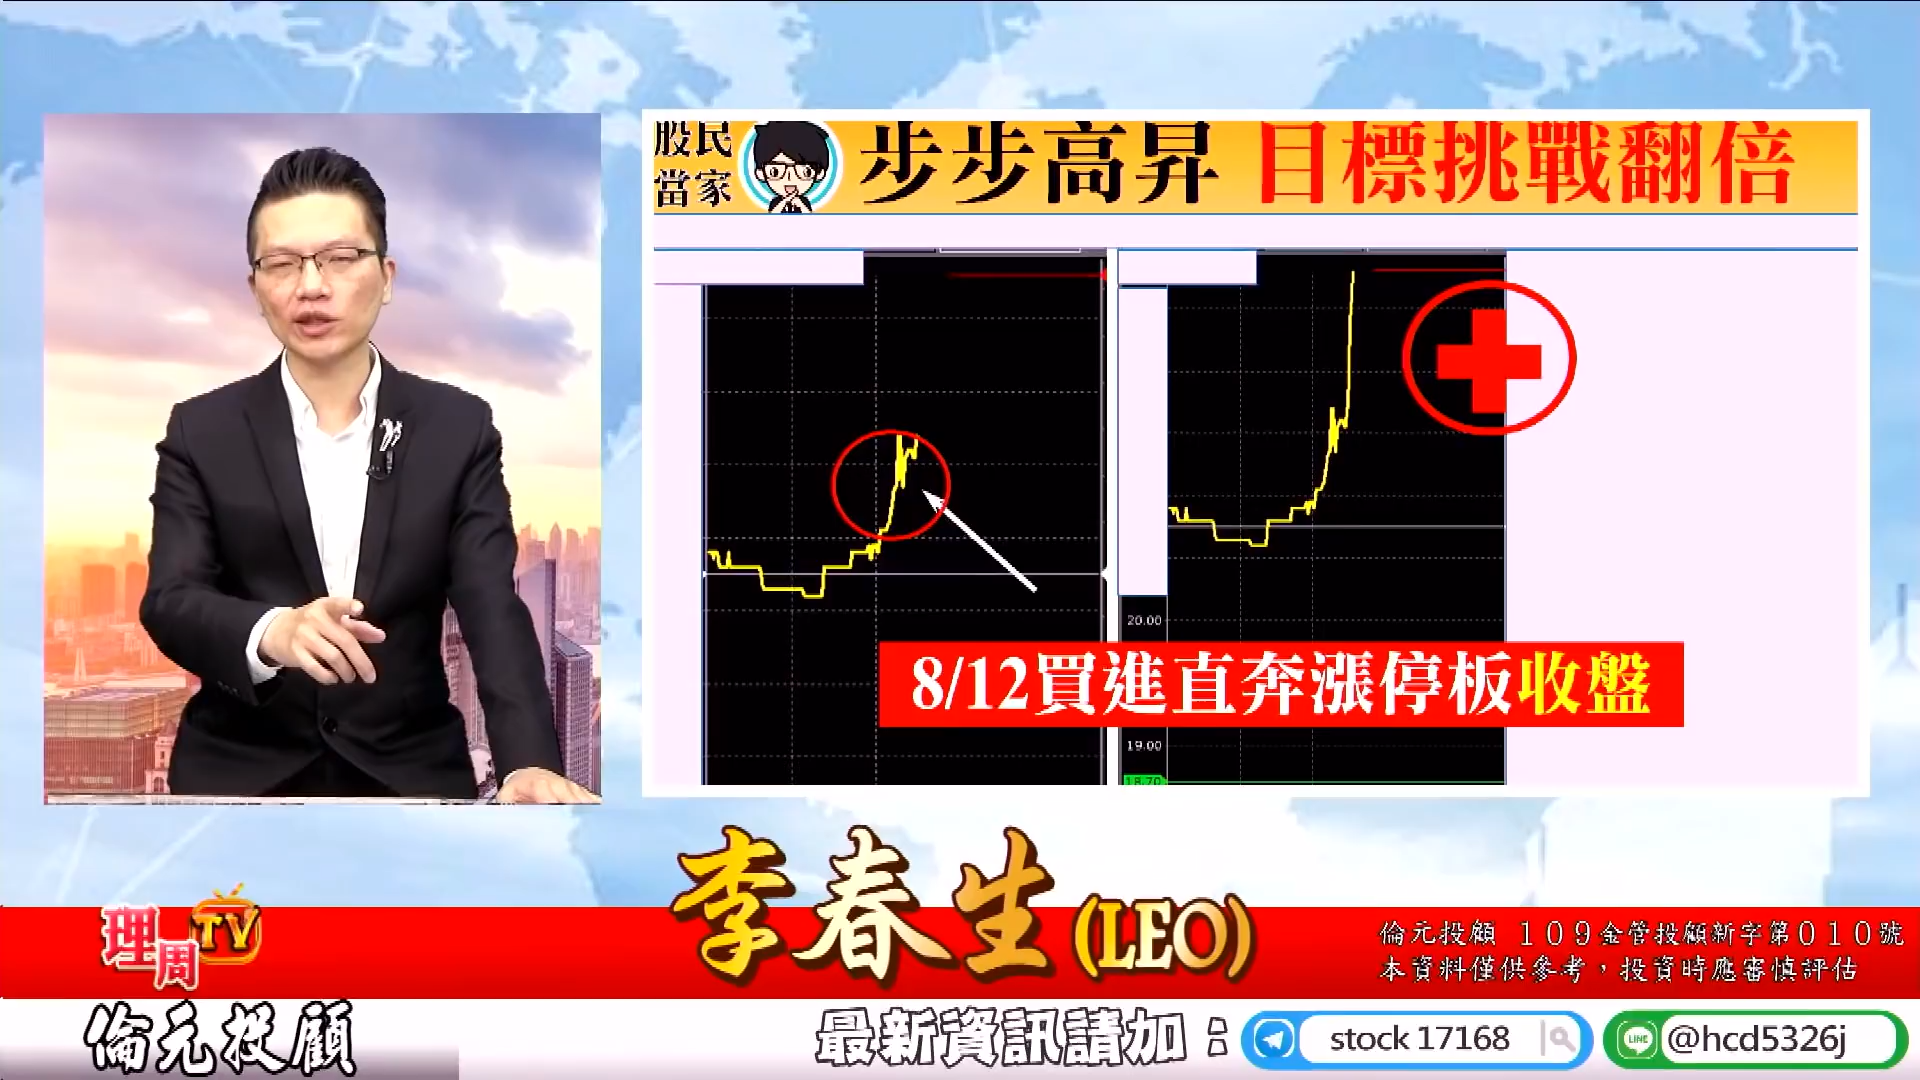 股民
當家
步步高昇 目標挑戰翻倍
20.00
8/12買進直奔漲停板收盤
19.00
18.70
李春生(LEO)
理周TV
倫元投顧 109金管投顧新字第010號
本資料僅供參考,投資時應審慎評估
倫元投顧
最新資訊請加:
stock 17168
LINE
@hcd5326j